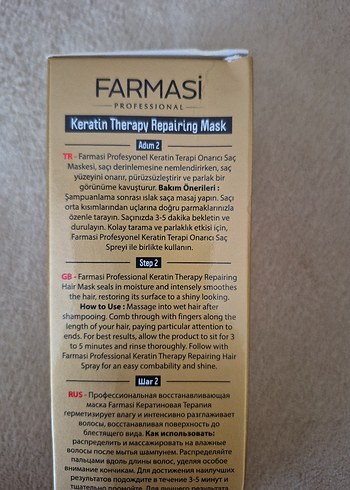 FARMASİ
PROFESSIONAL
Keratin Therapy Repairing Mask
Adım 2
TR - Farmasi Profesyonel Keratin Terapi Onarıcı Saç
Maskesi, saçı derinlemesine nemlendirirken, saç
yüzeyini onarır, pürüzsüzleştirir ve parlak bir
görünüme kavuşturur. Bakım Önerileri :
Şampuanlama sonrası ıslak saça masaj yapın. Saçı
orta kısımlarından uçlarına doğru parmaklarınızla
özenle tarayın. Saçınızda 3-5 dakika bekletin ve
durulayın. Kolay tarama ve parlaklık etkisi için,
Farmasi Profesyonel Keratin Terapi Onarıcı Saç
Spreyi ile birlikte kullanın.
Step 2
GB - Farmasi Professional Keratin Therapy Repairing
Hair Mask seals in moisture and intensely smoothes
the hair, restoring its surface to a shiny looking.
How to Use : Massage into wet hair after
shampooing. Comb through with fingers along the
length of your hair, paying particular attention to
ends. For best results, allow the product to sit for 3
to 5 minutes and rinse thoroughly. Follow with
Farmasi Professional Keratin Therapy Repairing Hair
Spray for an easy combability and shine.
Шаг 2
RUS - Профессиональная восстанавливающая
маска Farmasi Кератиновая Терапия
герметизирует влагу и интенсивно разглаживает
волосы, восстанавливая поверхность до
блестящего вида. Как использовать:
распределить и массажировать на влажные
волосы после мытья шампунем. Распределяйте
пальцами вдоль длины волос, уделяя особое
внимание кончикам. Для достижения наилучших
результатов подождите в течение 3-5 минут и
тщательно промойте. Для лучшего результата